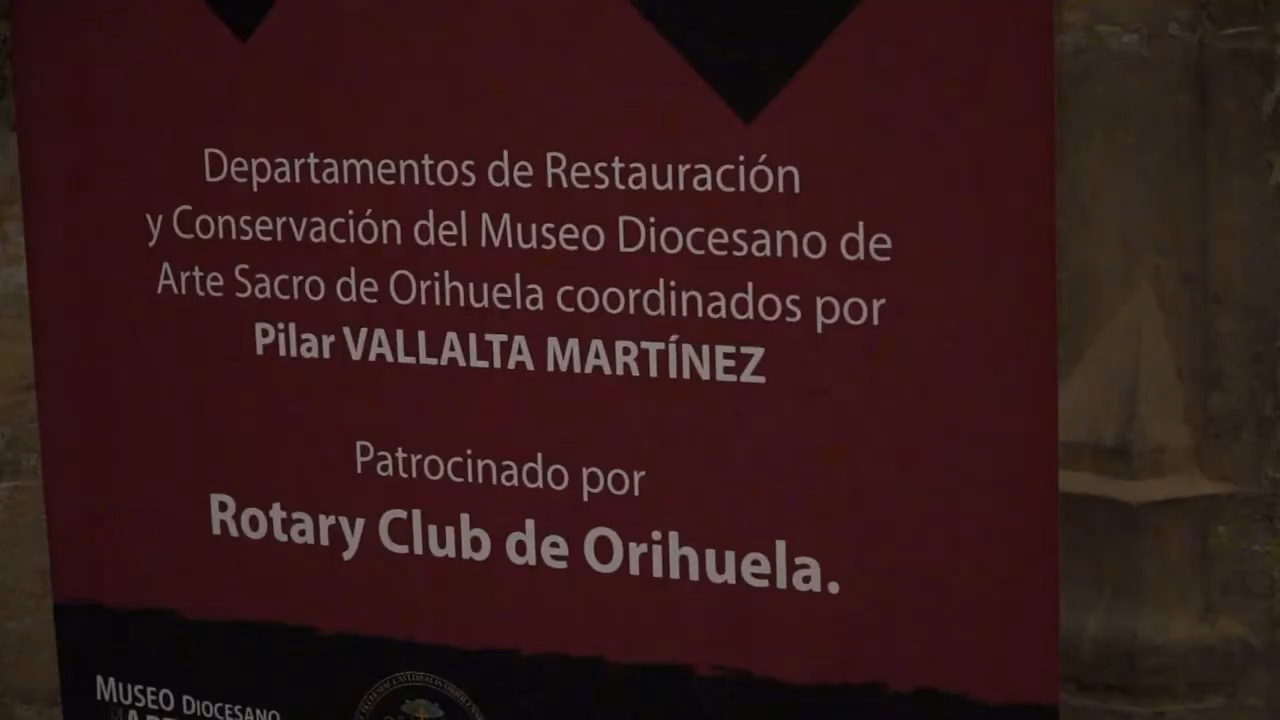 Departamentos de Restauración
y Conservación del Museo Diocesano de
Arte Sacro de Orihuela coordinados por
Pilar VALLALTA MARTÍNEZ
Patrocinado por
Rotary Club de Orihuela.
MUSEO DIOCESANO